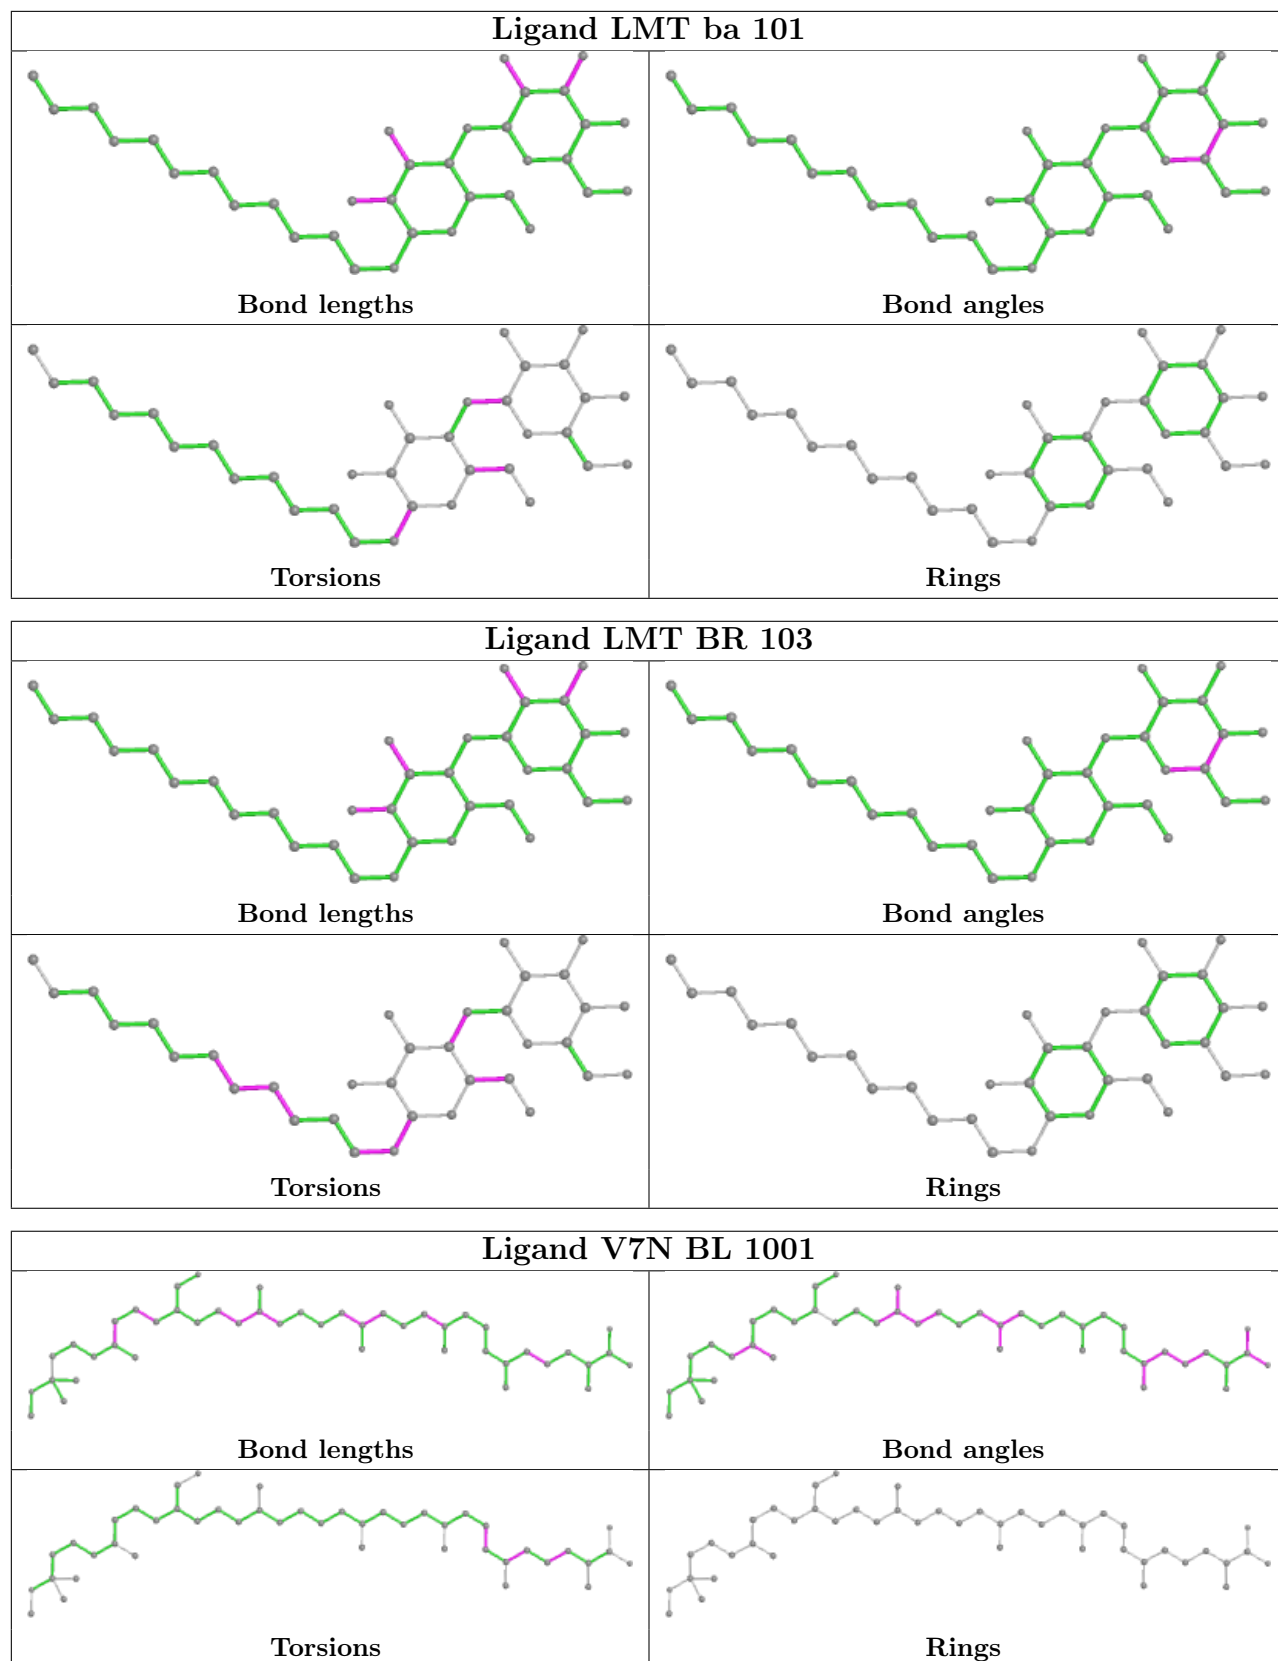 Ligand LMT ba 101
Bond lengths
Bond angles
Torsions
Rings
Ligand LMT BR 103
Bond lengths
Bond angles
Torsions
Rings
Ligand V7N BL 1001
Bond lengths
Bond angles
Torsions
Rings